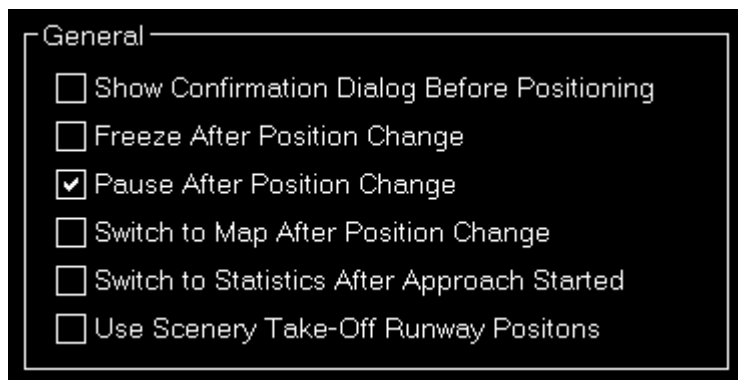 General
Show Confirmation Dialog Before Positioning
Freeze After Position Change
Pause After Position Change
Switch to Map After Position Change
Switch to Statistics After Approach Started
Use Scenery Take-Off Runway Positons